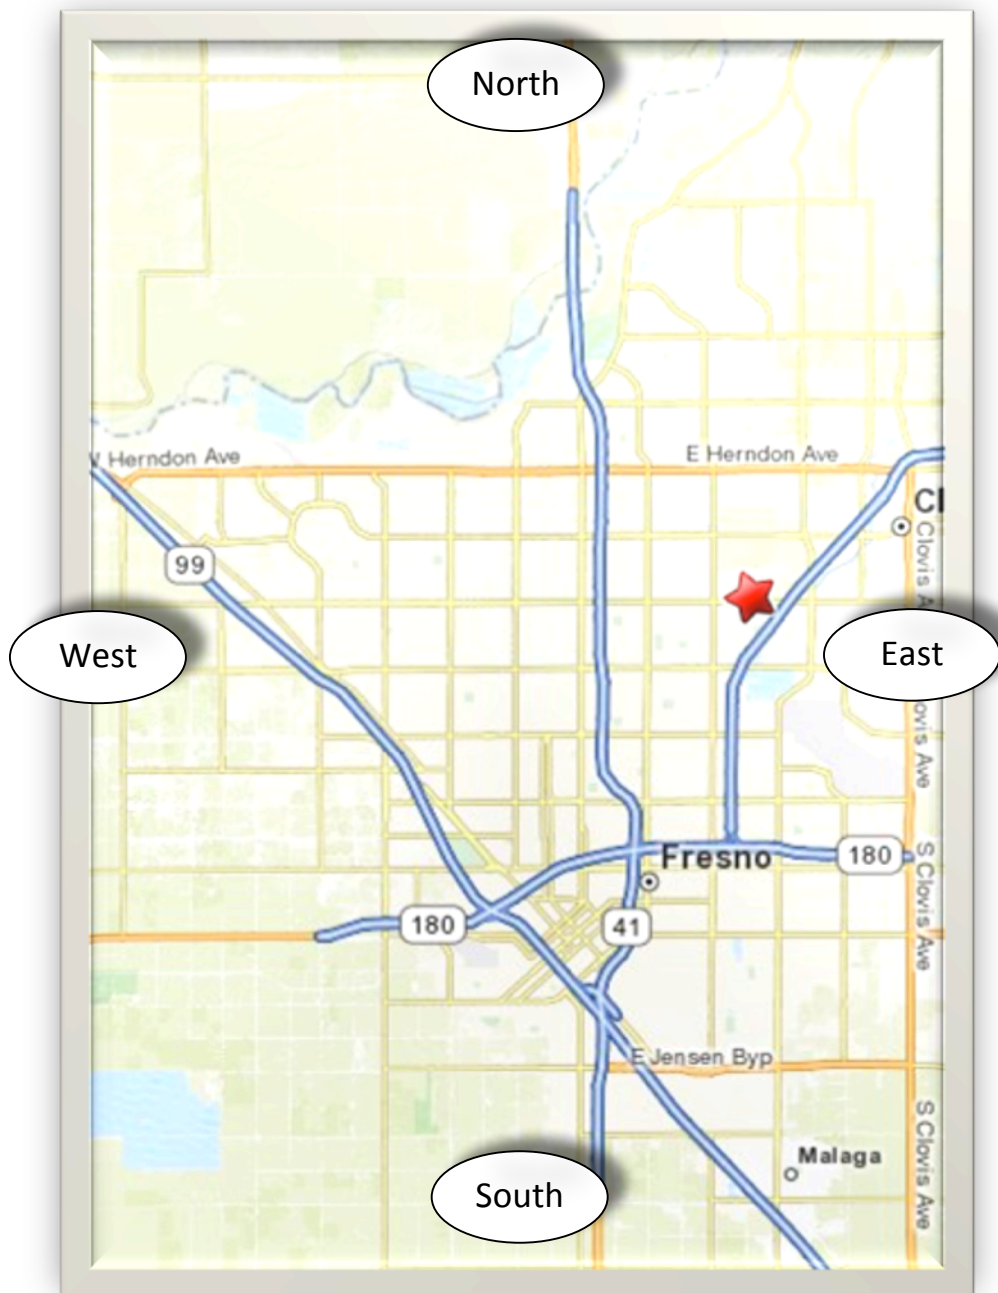 North
Herndon Ave
E Herndon Ave
Cl
99
Clovis A
West
East
ovis Ave
Fresno
180
S Clovis Ave
180
41
E Jensen Byp
S Clovis Ave
Malaga
South